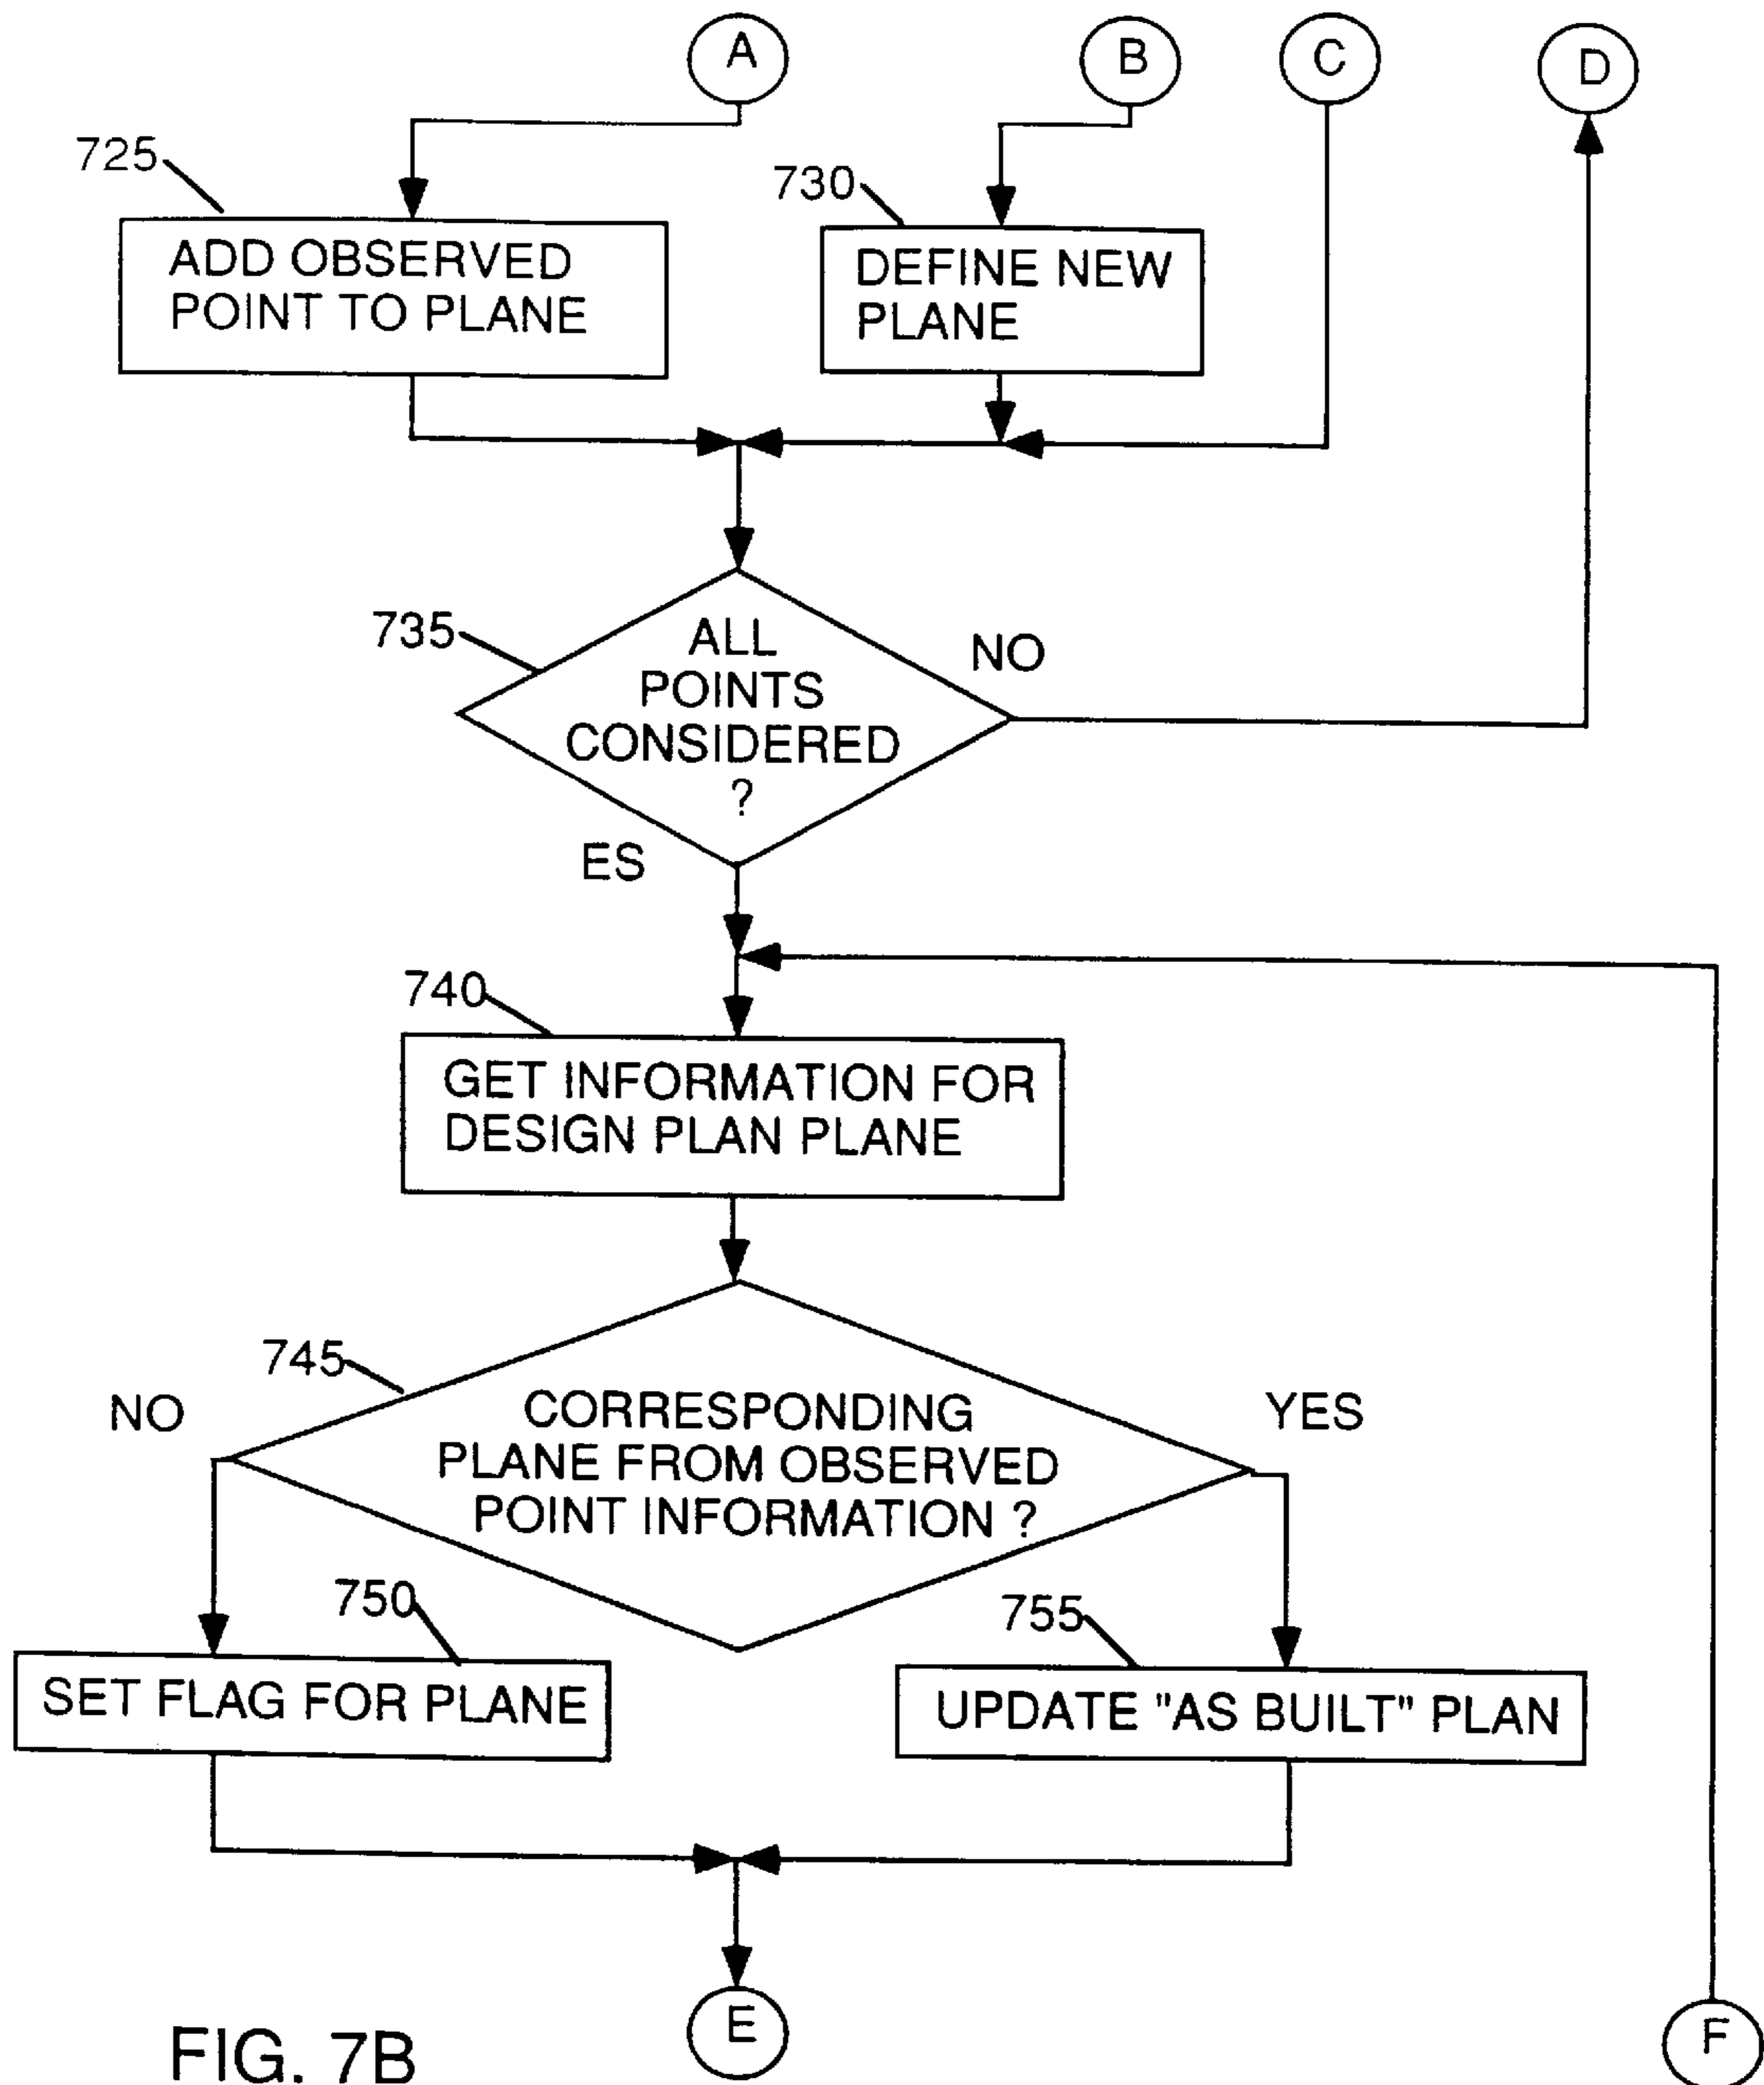 A
B
C
D
725
730
ADD OBSERVED
POINT TO PLANE
DEFINE NEW
PLANE
735
ALL
POINTS
CONSIDERED
?
NO
ES
740
GET INFORMATION FOR
DESIGN PLAN PLANE
745
NO
CORRESPONDING
PLANE FROM OBSERVED
POINT INFORMATION ?
YES
750
755
SET FLAG FOR PLANE
UPDATE "AS BUILT" PLAN
E
F
FIG. 7B